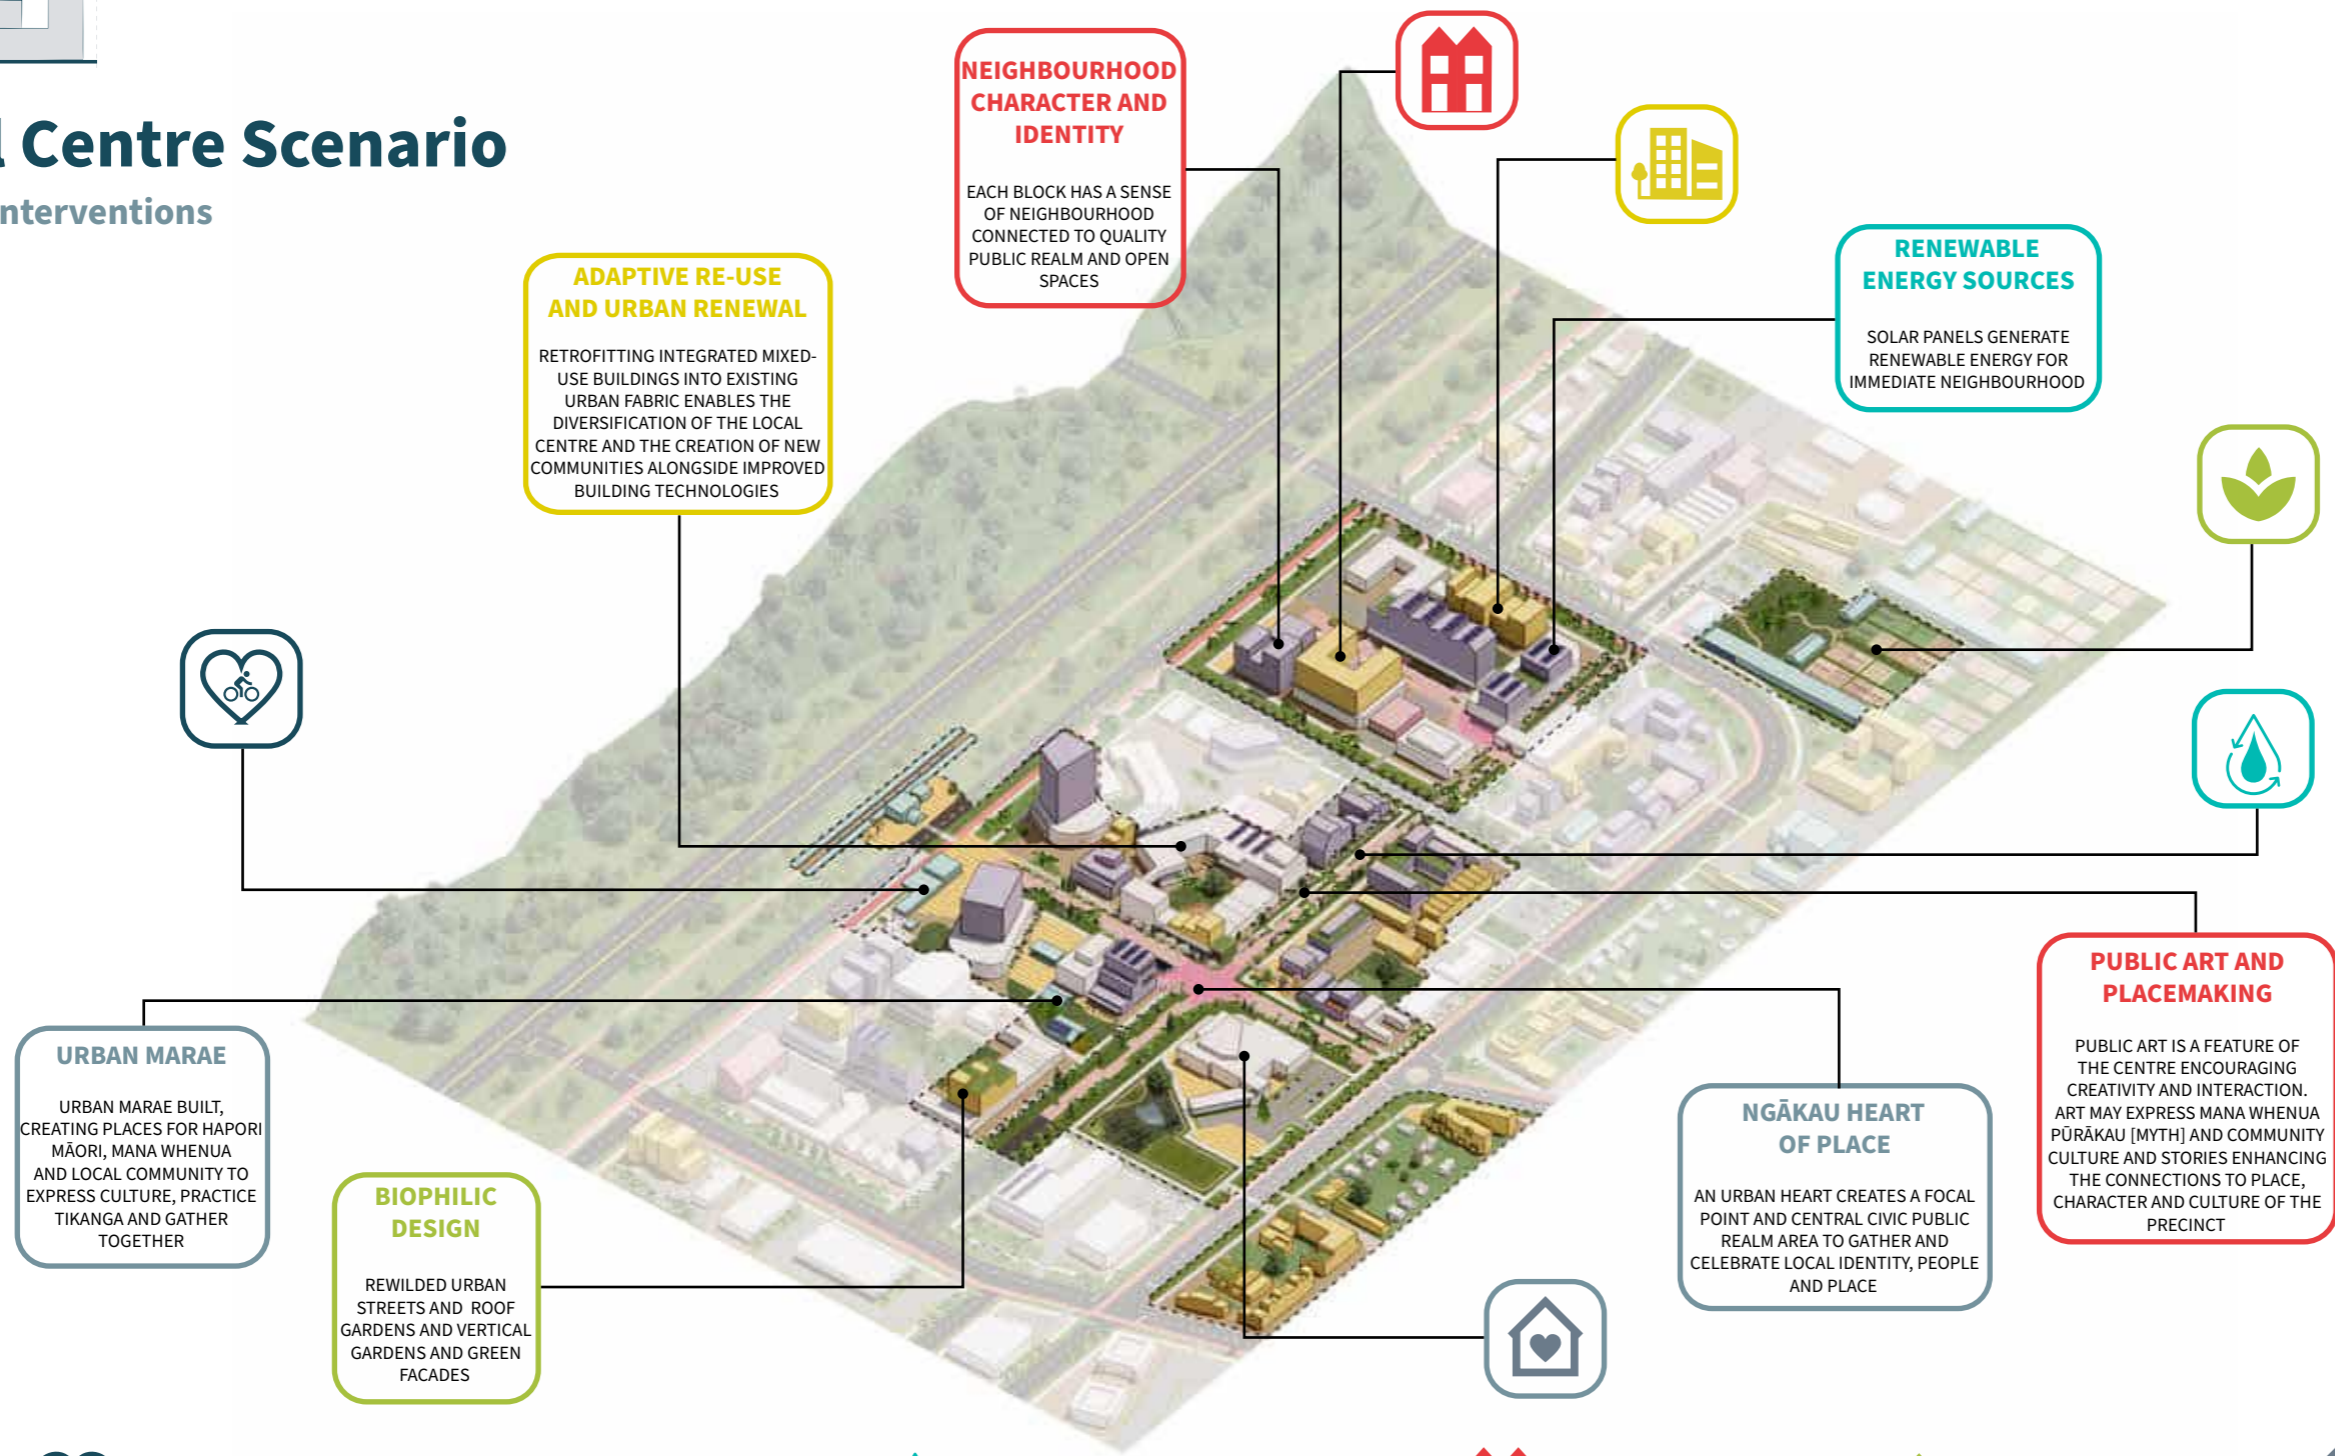 Centre Scenario
nterventions
NEIGHBOURHOOD
CHARACTER AND
IDENTITY
EACH BLOCK HAS A SENSE
OF NEIGHBOURHOOD
CONNECTED TO QUALITY
PUBLIC REALM AND OPEN
SPACES
ADAPTIVE RE-USE
AND URBAN RENEWAL
RETROFITTING INTEGRATED MIXED-
USE BUILDINGS INTO EXISTING
URBAN FABRIC ENABLES THE
DIVERSIFICATION OF THE LOCAL
CENTRE AND THE CREATION OF NEW
COMMUNITIES ALONGSIDE IMPROVED
BUILDING TECHNOLOGIES
RENEWABLE
ENERGY SOURCES
SOLAR PANELS GENERATE
RENEWABLE ENERGY FOR
IMMEDIATE NEIGHBOURHOOD
URBAN MARAE
URBAN MARAE BUILT,
CREATING PLACES FOR HAPORI
MĀORI, MANA WHENUA
AND LOCAL COMMUNITY TO
EXPRESS CULTURE, PRACTICE
TIKANGA AND GATHER
TOGETHER
BIOPHILIC
DESIGN
REWILDED URBAN
STREETS AND ROOF
GARDENS AND VERTICAL
GARDENS AND GREEN
FACADES
NGĀKAU HEART
OF PLACE
AN URBAN HEART CREATES A FOCAL
POINT AND CENTRAL CIVIC PUBLIC
REALM AREA TO GATHER AND
CELEBRATE LOCAL IDENTITY, PEOPLE
AND PLACE
PUBLIC ART AND
PLACEMAKING
PUBLIC ART IS A FEATURE OF
THE CENTRE ENCOURAGING
CREATIVITY AND INTERACTION.
ART MAY EXPRESS MANA WHENUA
PŪRĀKAU [MYTH] AND COMMUNITY
CULTURE AND STORIES ENHANCING
THE CONNECTIONS TO PLACE,
CHARACTER AND CULTURE OF THE
PRECINCT